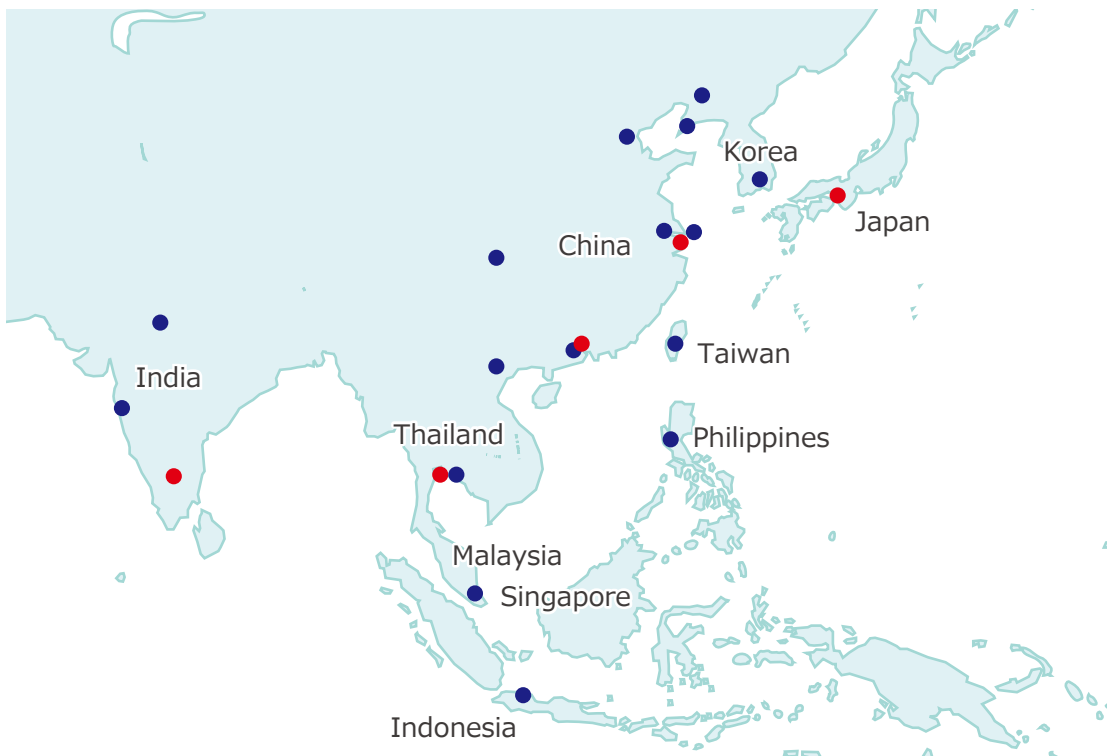 Korea
Japan
China
Taiwan
India
Thailand
Philippines
Malaysia
Singapore
Indonesia